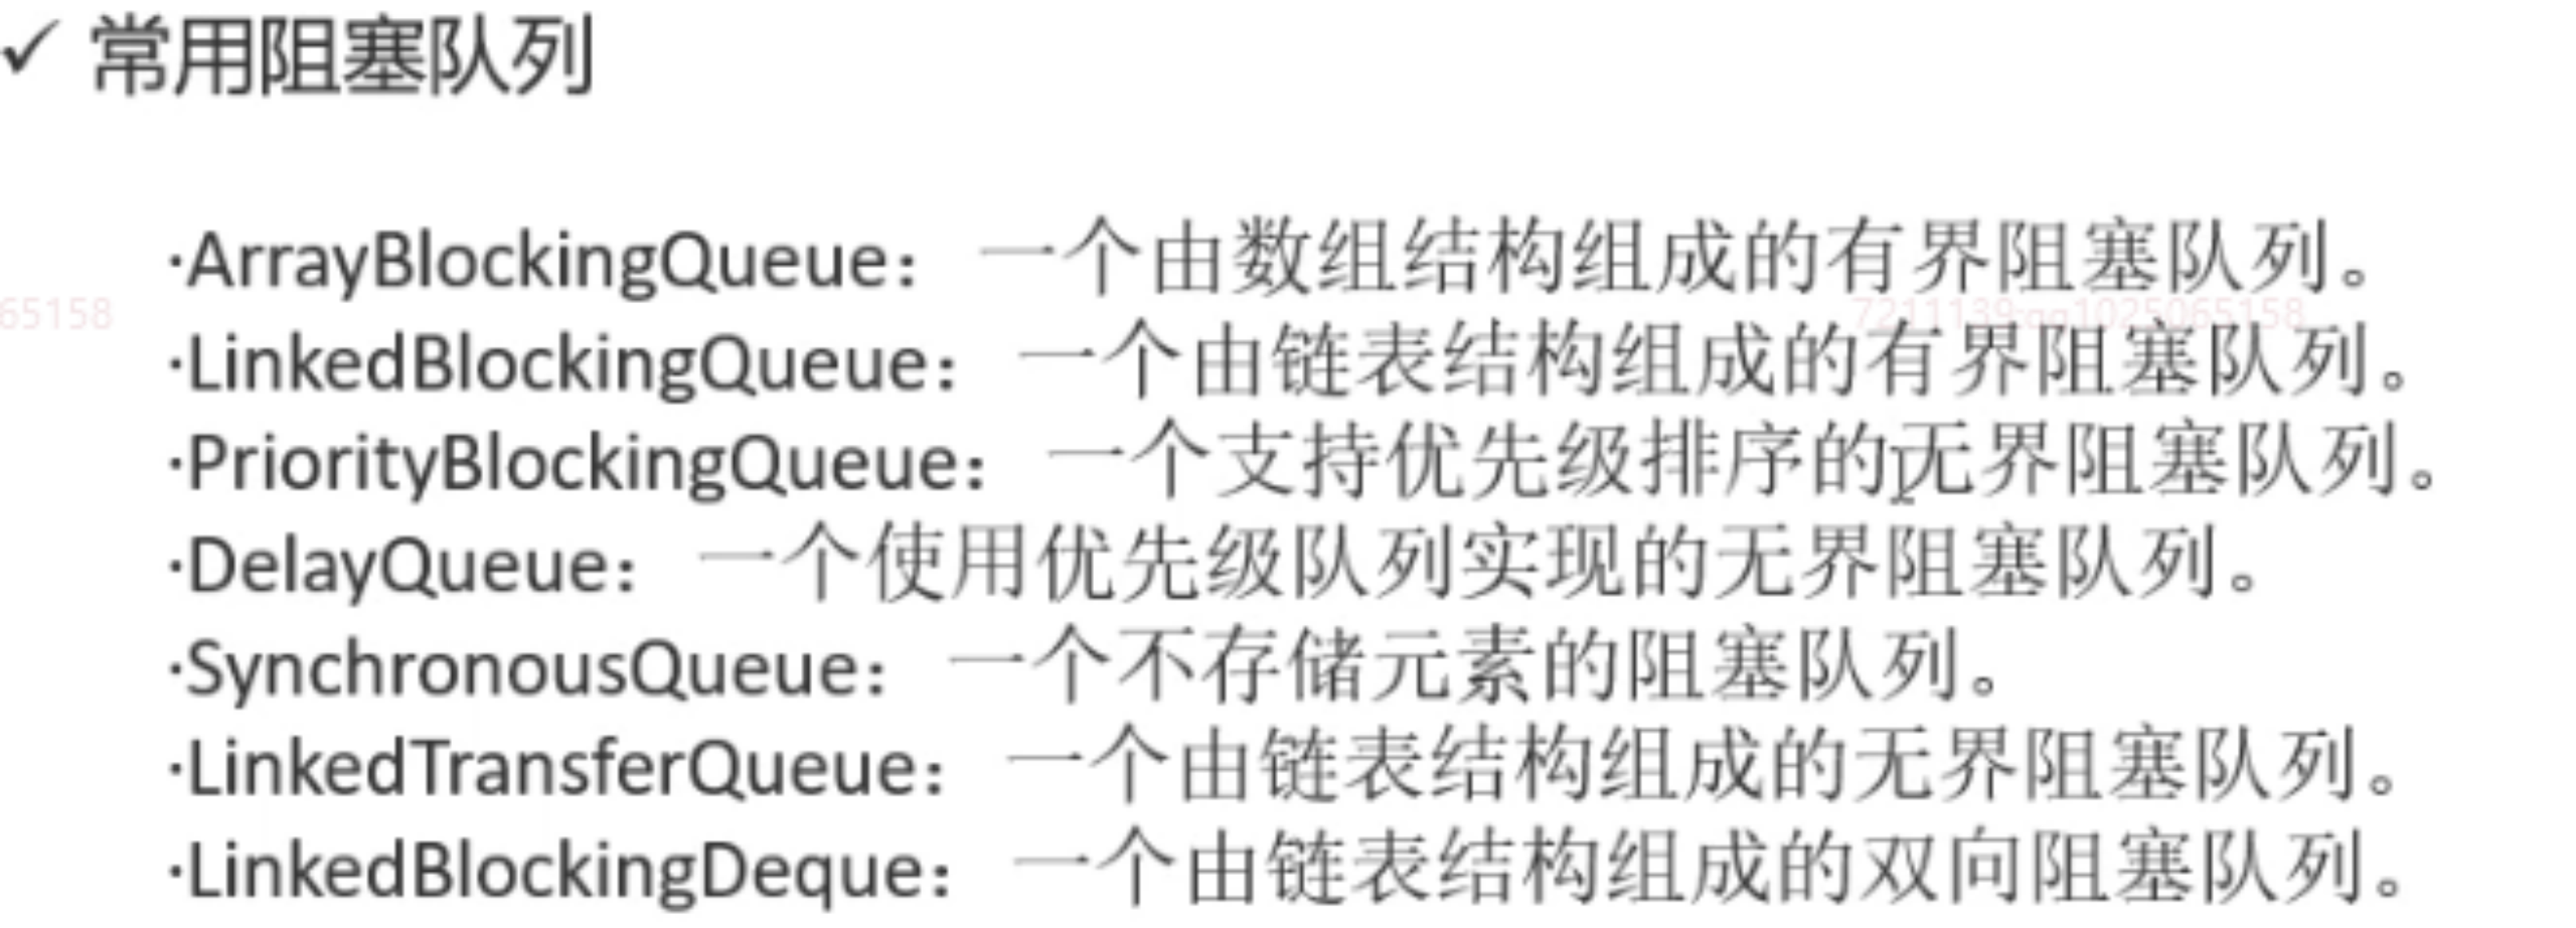 ✓ 常用阻塞队列
·ArrayBlockingQueue：一个由数组结构组成的有界阻塞队列。
65158
7211139:qq1025065158
·LinkedBlockingQueue：一个由链表结构组成的有界阻塞队列。
·PriorityBlockingQueue：一个支持优先级排序的无界阻塞队列。
·DelayQueue：一个使用优先级队列实现的无界阻塞队列。
·SynchronousQueue：一个不存储元素的阻塞队列。
·LinkedTransferQueue：一个由链表结构组成的无界阻塞队列。
·LinkedBlockingDeque：一个由链表结构组成的双向阻塞队列。